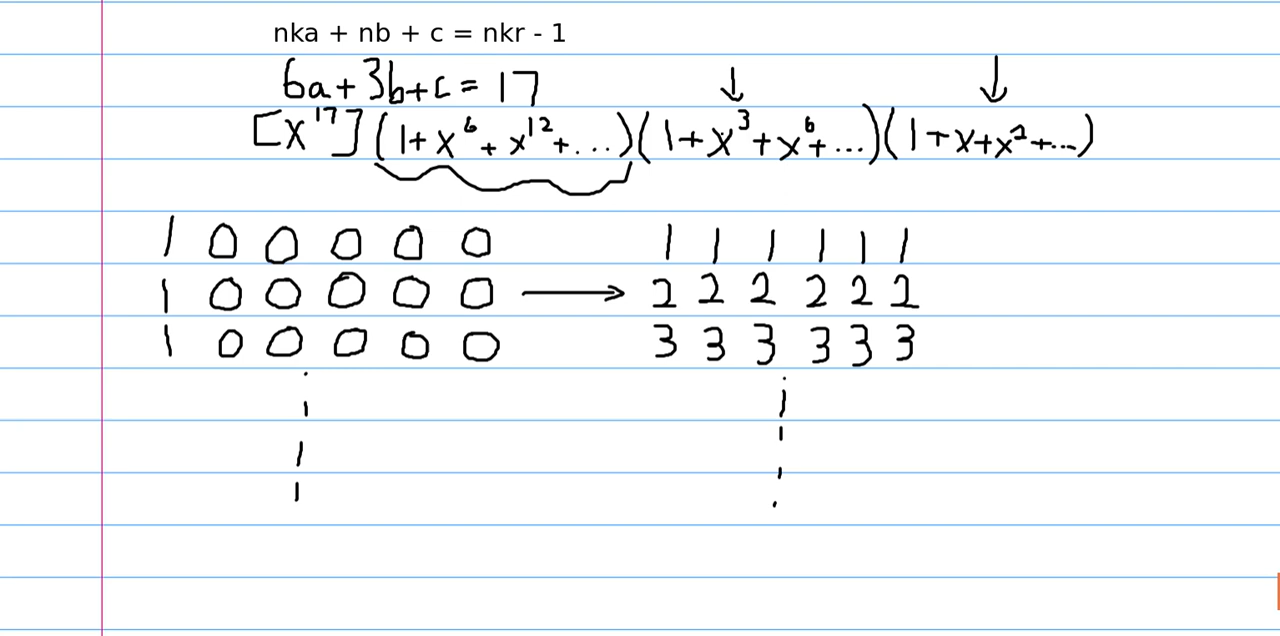 nka + nb + c = nkr - 1
6a+3b+c = 17
[x^17](1+x^6+x^12+...)(1+x^3+x^6+...)(1+x+x^2+...)
1 0 0 0 0 0 1 1 1 1 1 1
1 0 0 0 0 0 → 2 2 2 2 2 2
1 0 0 0 0 0 3 3 3 3 3 3